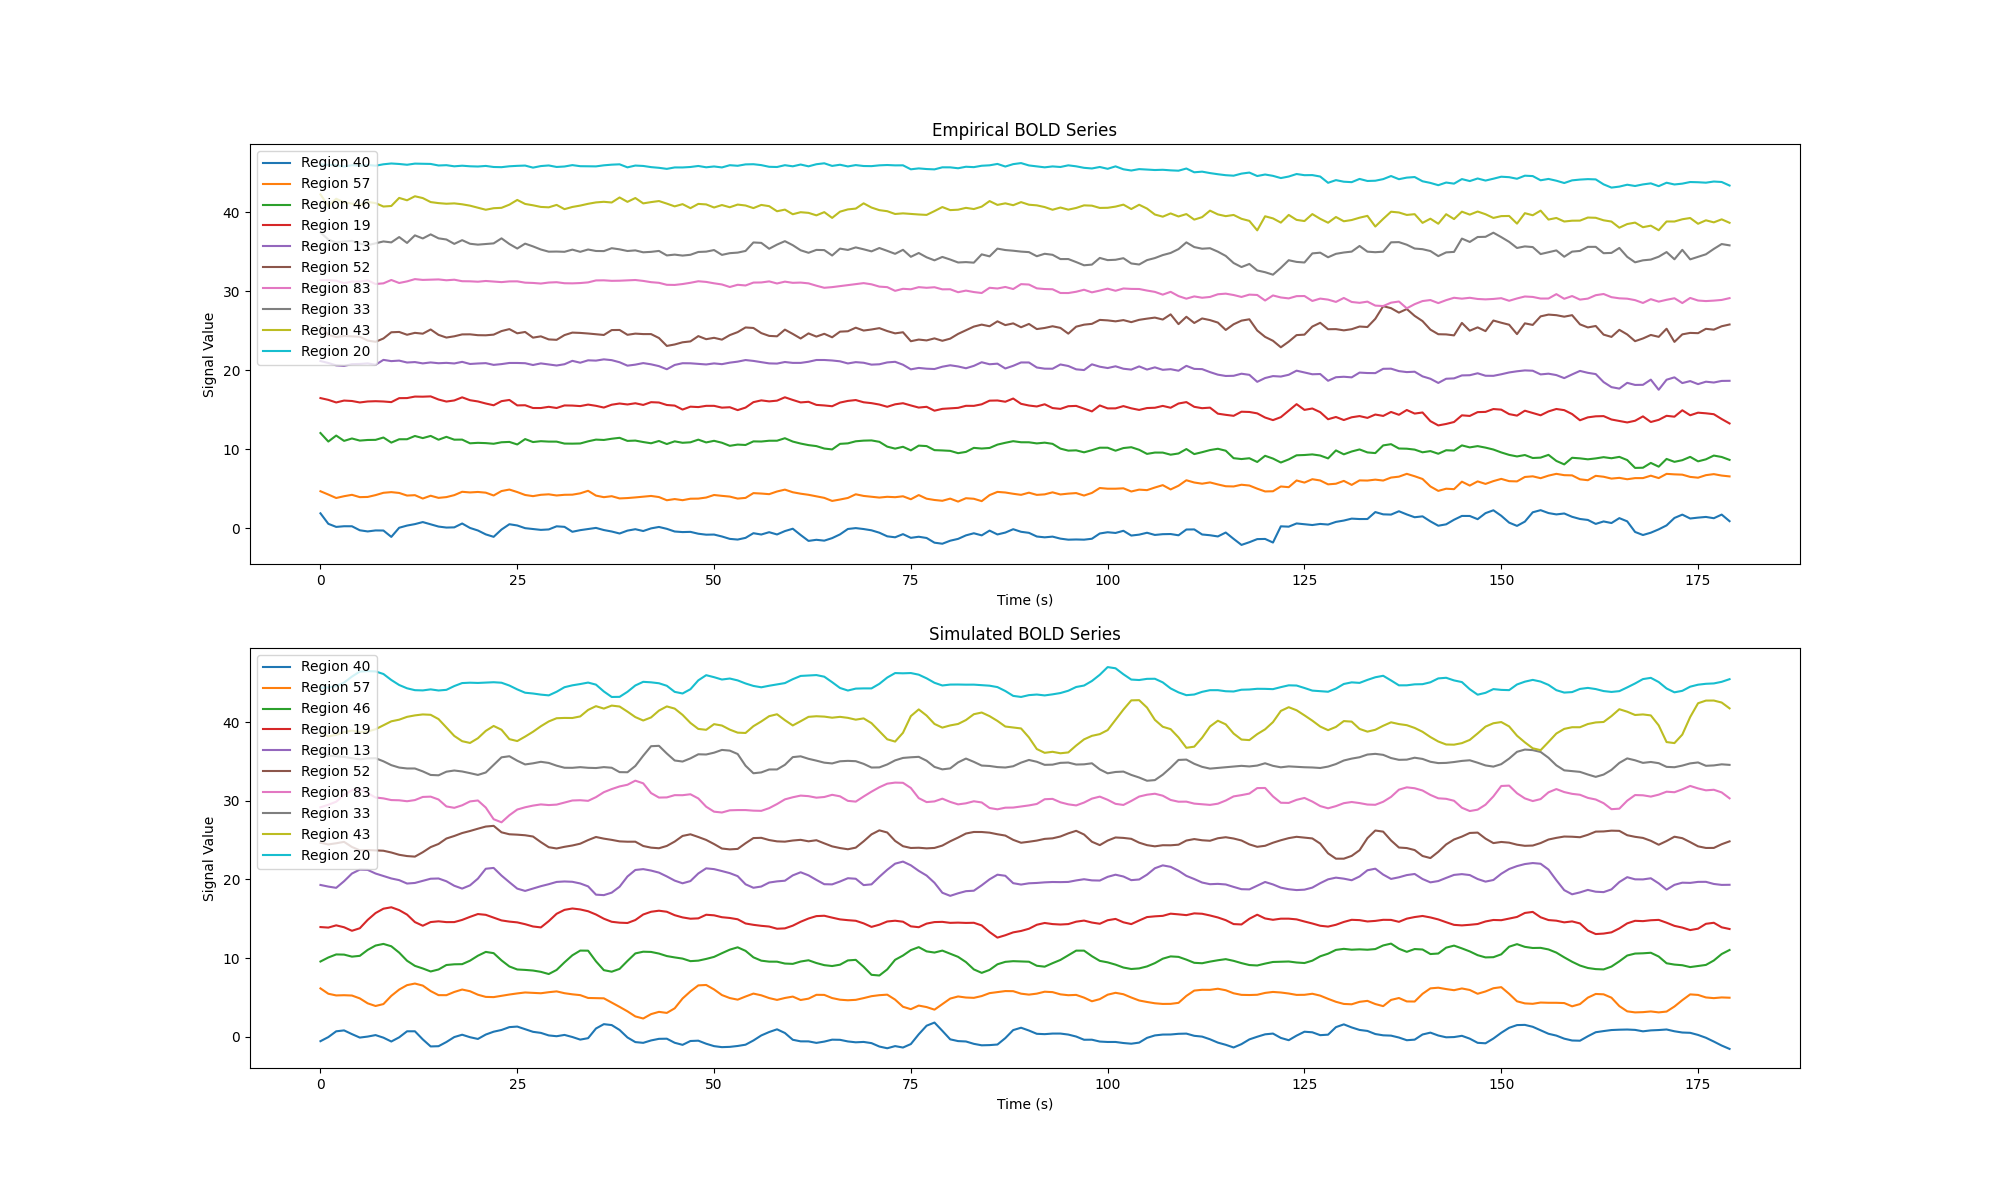 Empirical BOLD Series
Signal Value
40
30
20
10
0
Region 40
Region 57
Region 46
Region 19
Region 13
Region 52
Region 83
Region 33
Region 43
Region 20
0 25 50 75 100 125 150 175
Time (s)
Simulated BOLD Series
Signal Value
40
30
20
10
0
Region 40
Region 57
Region 46
Region 19
Region 13
Region 52
Region 83
Region 33
Region 43
Region 20
0 25 50 75 100 125 150 175
Time (s)